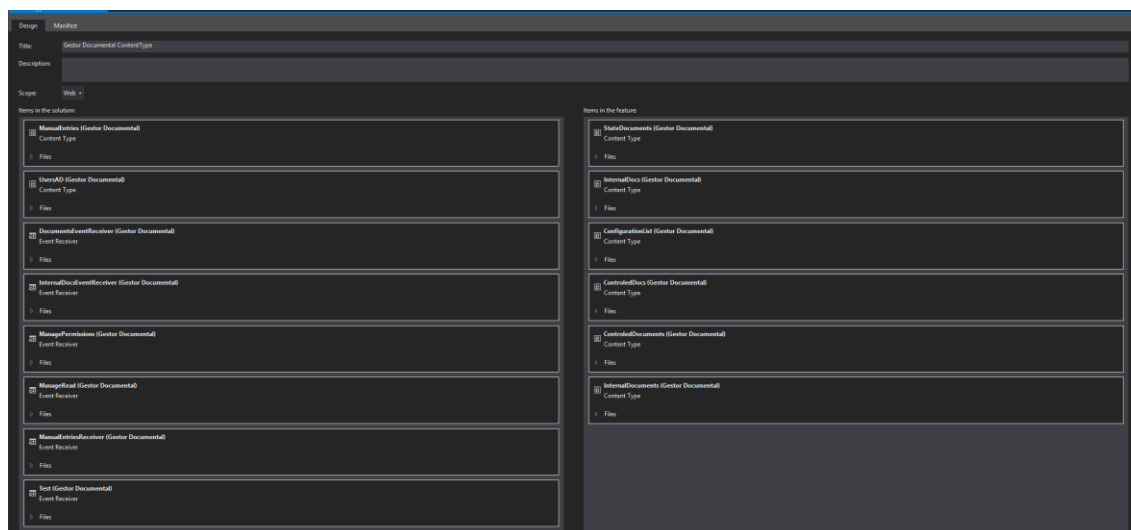 Design Manifest
Title: Gestor Documental ContentType
Description:
Scope: Web
Items in the solution:
ManualEntries (Gestor Documental)
Content Type
Files
UsersAD (Gestor Documental)
Content Type
Files
DocumentsEventReceiver (Gestor Documental)
Event Receiver
Files
InternalDocsEventReceiver (Gestor Documental)
Event Receiver
Files
ManagePermissions (Gestor Documental)
Event Receiver
Files
ManageRead (Gestor Documental)
Event Receiver
Files
ManualEntriesReceiver (Gestor Documental)
Event Receiver
Files
Test (Gestor Documental)
Event Receiver
Files
Items in the feature:
StateDocuments (Gestor Documental)
Content Type
Files
InternalDocs (Gestor Documental)
Content Type
Files
ConfigurationList (Gestor Documental)
Content Type
Files
ControledDocs (Gestor Documental)
Content Type
Files
ControledDocuments (Gestor Documental)
Content Type
Files
InternalDocuments (Gestor Documental)
Content Type
Files